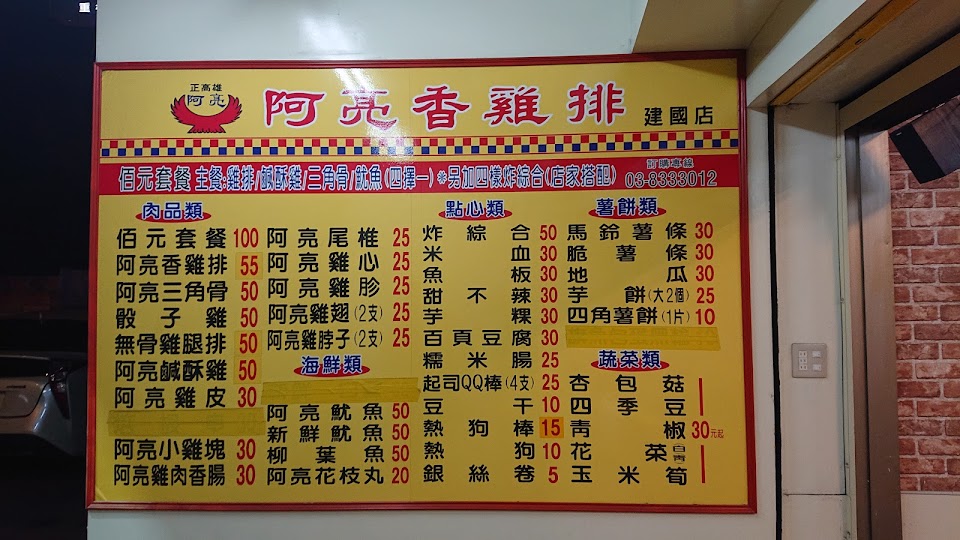 正高雄
阿亮
阿亮香雞排
建國店
佰元套餐 主餐:雞排/鹹酥雞/三角骨/魷魚(四擇一)*另加四樣炸綜合(店家搭配)
訂購專線
03-8333012
肉品類
佰元套餐 100
阿亮香雞排 55
阿亮三角骨 50
骰子雞 50
無骨雞腿排 50
阿亮鹹酥雞 50
阿亮雞皮 30
阿亮小雞塊 30
阿亮雞肉香腸 30
阿亮尾椎 25
阿亮雞心 25
阿亮雞胗 25
阿亮雞翅(2支) 25
阿亮雞脖子(2支) 25
海鮮類
阿亮魷魚 50
新鮮魷魚 50
柳葉魚 50
阿亮花枝丸 20
點心類
炸綜合 50
米血 30
魚板 30
甜不辣 30
芋粿 30
百頁豆腐 30
糯米腸 25
起司QQ棒(4支) 25
豆干 10
熱狗棒 15
熱狗 10
銀絲卷 5
薯餅類
馬鈴薯條 30
脆薯條 30
地瓜 30
芋餅(大2個) 25
四角薯餅(1片) 10
蔬菜類
杏包菇
四季豆
青椒 30元起
花菜(白青)
玉米筍